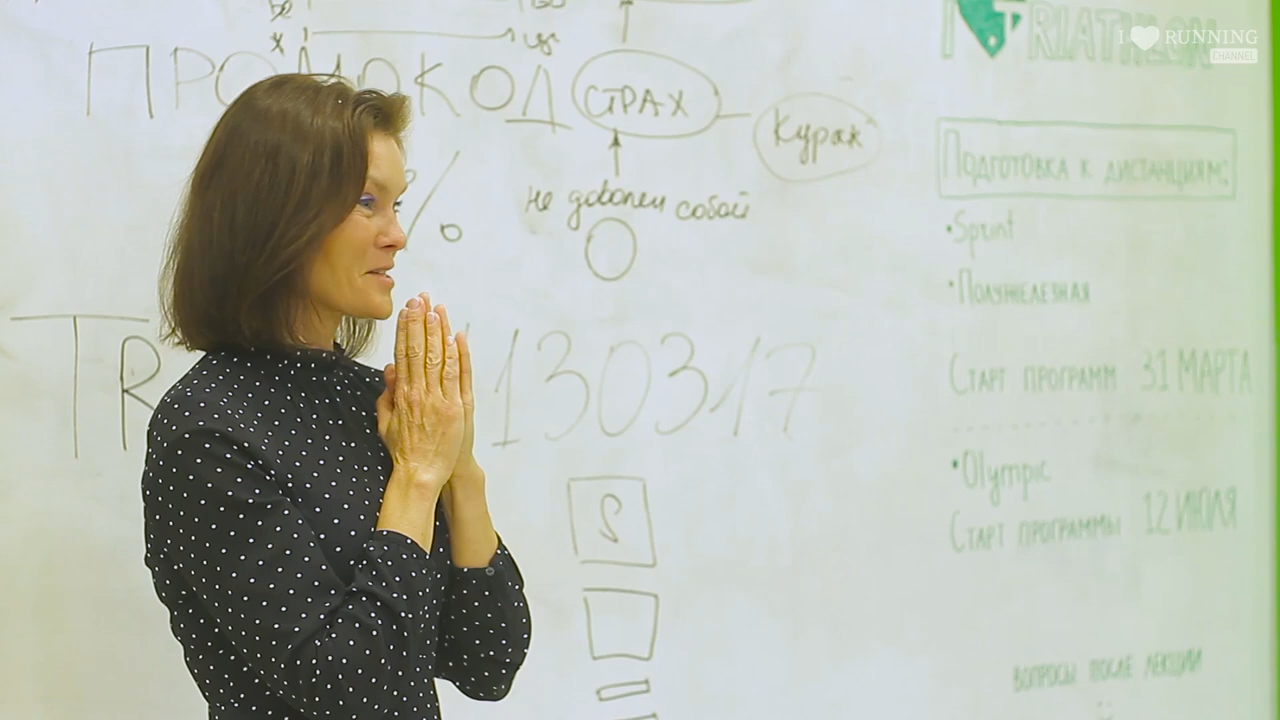 I RUNNING
CHANNEL
TRIATHLON
ПРОМОКОД
СТРАХ
Кураж
не доволен собой
%
TR
130317
S
ПОДГОТОВКА К ДИСТАНЦИЯМ:
•Sprint
•ПОЛУЖЕЛЕЗНАЯ
СТАРТ ПРОГРАММ 31 МАРТА
•Olympic
СТАРТ ПРОГРАММЫ 12 ИЮЛЯ
ВОПРОСЫ ПОСЛЕ ЛЕКЦИИ